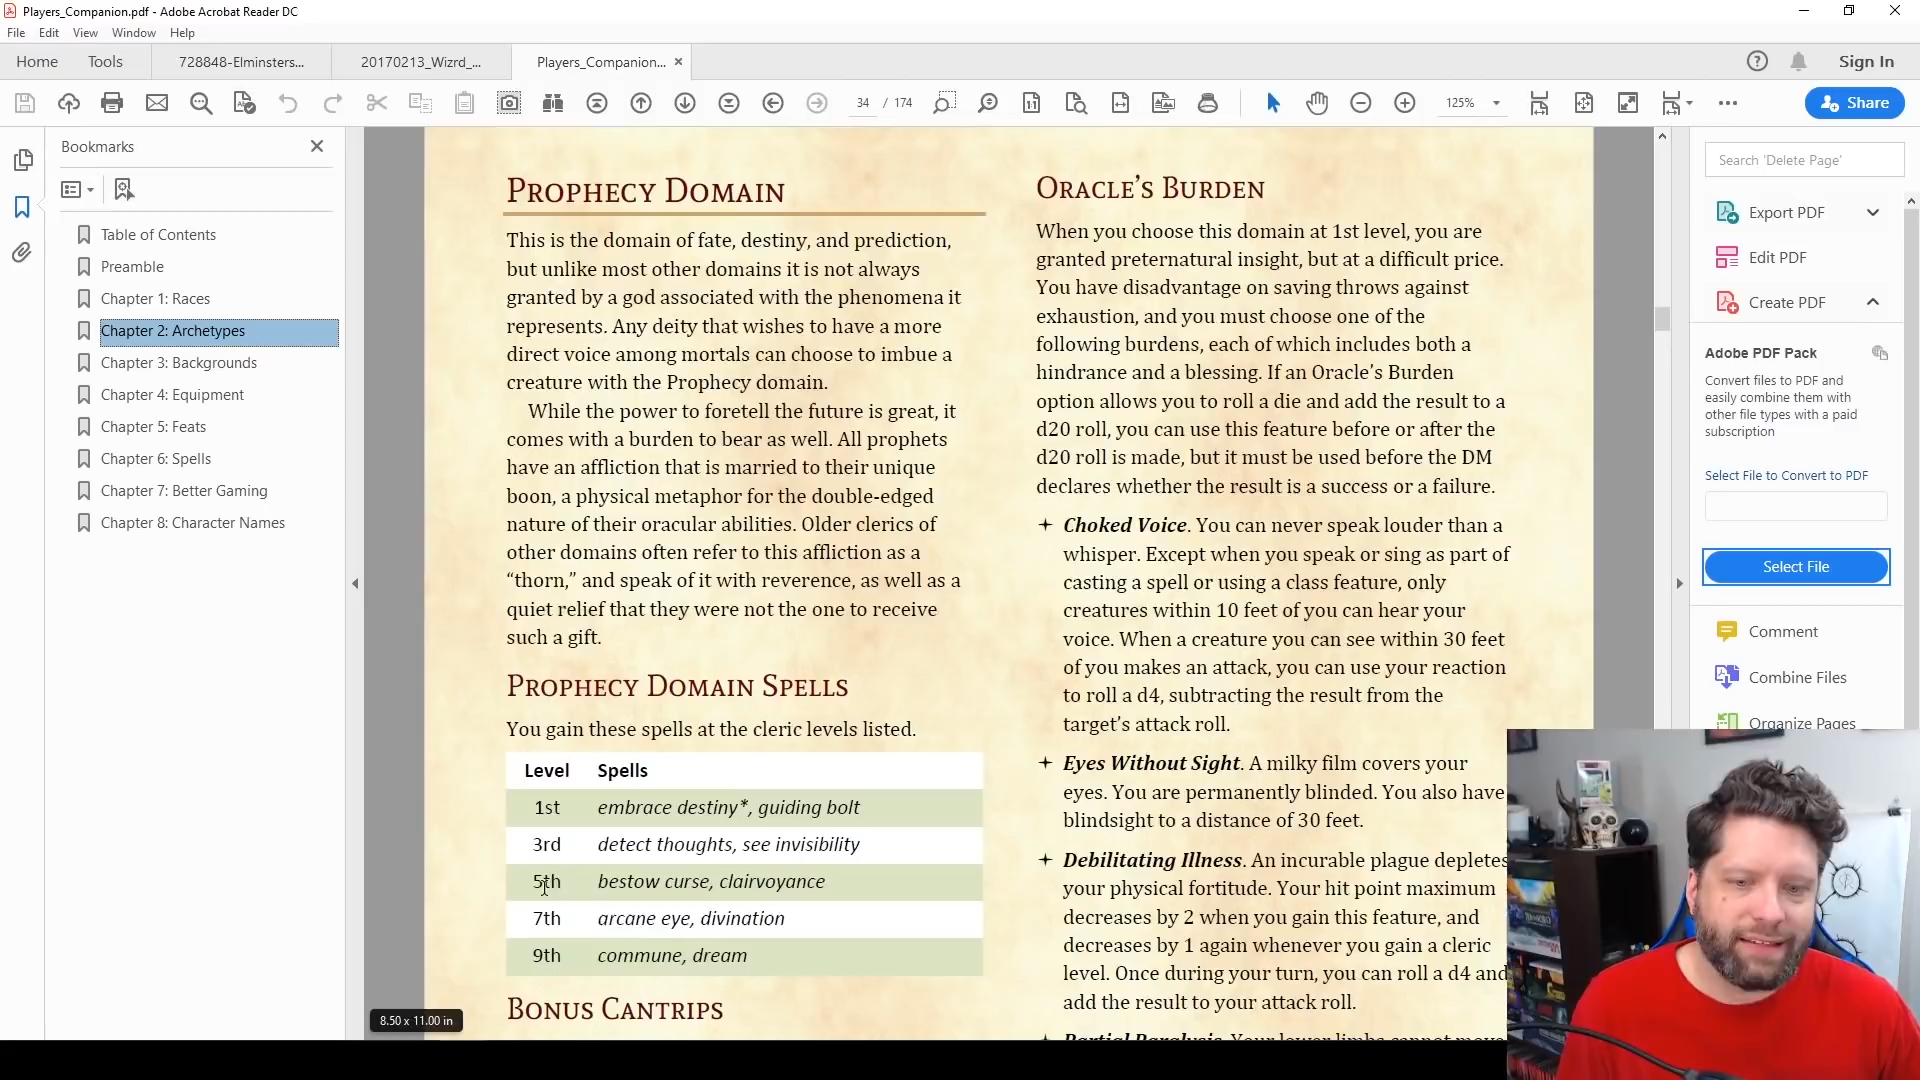 Players_Companion.pdf - Adobe Acrobat Reader DC
File Edit View Window Help
Home Tools 728848-Elminsters... 20170213_Wizrd_... Players_Companion... × Sign In
34 / 174 125% Share
Bookmarks
Table of Contents
Preamble
Chapter 1: Races
Chapter 2: Archetypes
Chapter 3: Backgrounds
Chapter 4: Equipment
Chapter 5: Feats
Chapter 6: Spells
Chapter 7: Better Gaming
Chapter 8: Character Names
PROPHECY DOMAIN
This is the domain of fate, destiny, and prediction,
but unlike most other domains it is not always
granted by a god associated with the phenomena it
represents. Any deity that wishes to have a more
direct voice among mortals can choose to imbue a
creature with the Prophecy domain.
While the power to foretell the future is great, it
comes with a burden to bear as well. All prophets
have an affliction that is married to their unique
boon, a physical metaphor for the double-edged
nature of their oracular abilities. Older clerics of
other domains often refer to this affliction as a
“thorn,” and speak of it with reverence, as well as a
quiet relief that they were not the one to receive
such a gift.
PROPHECY DOMAIN SPELLS
You gain these spells at the cleric levels listed.
Level Spells
1st embrace destiny*, guiding bolt
3rd detect thoughts, see invisibility
5th bestow curse, clairvoyance
7th arcane eye, divination
9th commune, dream
BONUS CANTRIPS
8.50 x 11.00 in
ORACLE’S BURDEN
When you choose this domain at 1st level, you are
granted preternatural insight, but at a difficult price.
You have disadvantage on saving throws against
exhaustion, and you must choose one of the
following burdens, each of which includes both a
hindrance and a blessing. If an Oracle’s Burden
option allows you to roll a die and add the result to a
d20 roll, you can use this feature before or after the
d20 roll is made, but it must be used before the DM
declares whether the result is a success or a failure.
Choked Voice. You can never speak louder than a
whisper. Except when you speak or sing as part of
casting a spell or using a class feature, only
creatures within 10 feet of you can hear your
voice. When a creature you can see within 30 feet
of you makes an attack, you can use your reaction
to roll a d4, subtracting the result from the
target’s attack roll.
Eyes Without Sight. A milky film covers your
eyes. You are permanently blinded. You also have
blindsight to a distance of 30 feet.
Debilitating Illness. An incurable plague depletes
your physical fortitude. Your hit point maximum
decreases by 2 when you gain this feature, and
decreases by 1 again whenever you gain a cleric
level. Once during your turn, you can roll a d4 and
add the result to your attack roll.
Partial Paralysis. Your lower limbs cannot move
Search 'Delete Page'
Export PDF
Edit PDF
Create PDF
Adobe PDF Pack
Convert files to PDF and
easily combine them with
other file types with a paid
subscription
Select File to Convert to PDF
Select File
Comment
Combine Files
Organize Pages